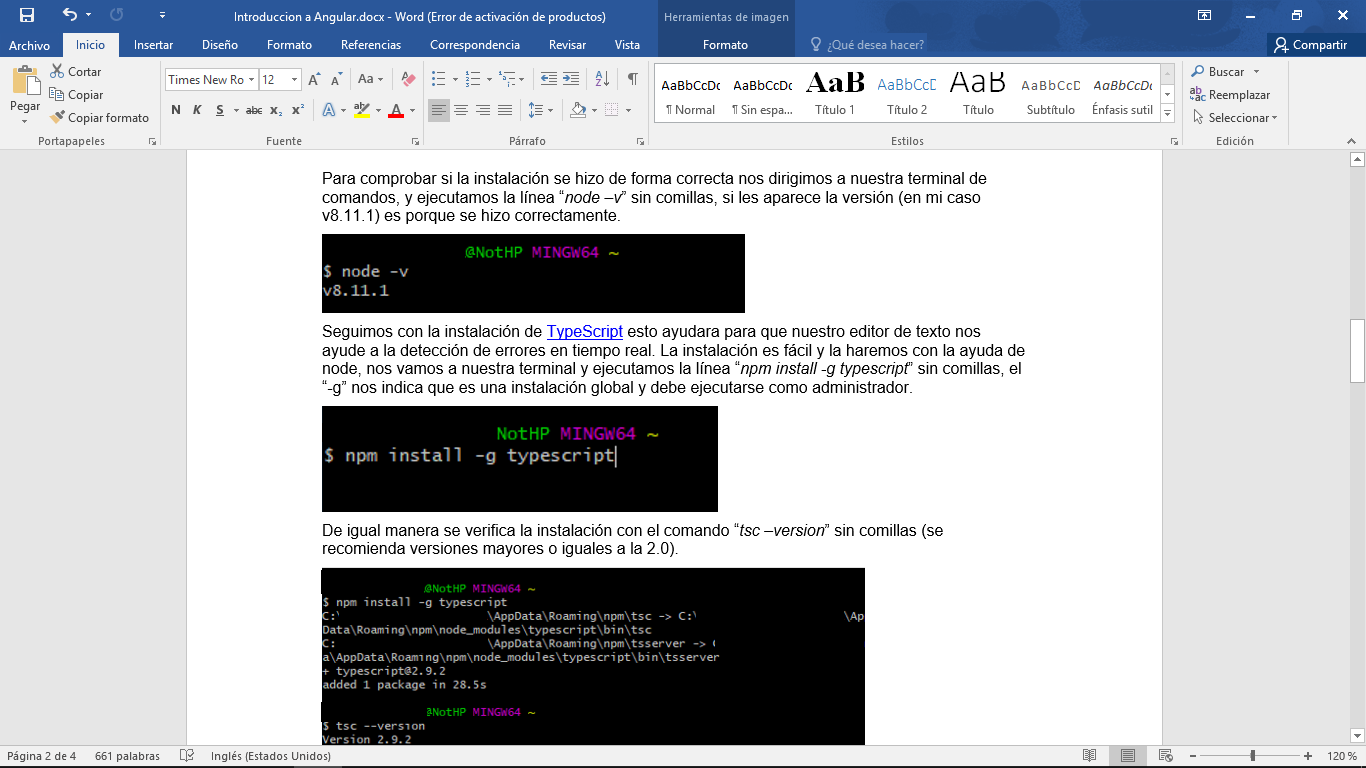 Introduccion a Angular.docx - Word (Error de activación de productos)
Herramientas de imagen
Archivo Inicio Insertar Diseño Formato Referencias Correspondencia Revisar Vista Formato ¿Qué desea hacer? Compartir
Pegar
Cortar
Copiar
Copiar formato
Portapapeles
Times New Ro 12
Aa
N K S abc x₂ x² A ab A
Fuente
Párrafo
AaBbCcDc AaBbCcDc AaB AaBbCcD AaB AaBbCcD AaBbCcDc
¶ Normal ¶ Sin espa... Título 1 Título 2 Título Subtítulo Énfasis sutil
Estilos
Buscar
Reemplazar
Seleccionar
Edición
Para comprobar si la instalación se hizo de forma correcta nos dirigimos a nuestra terminal de
comandos, y ejecutamos la línea “node –v” sin comillas, si les aparece la versión (en mi caso
v8.11.1) es porque se hizo correctamente.
@NotHP MINGW64 ~
$ node -v
v8.11.1
Seguimos con la instalación de TypeScript esto ayudara para que nuestro editor de texto nos
ayude a la detección de errores en tiempo real. La instalación es fácil y la haremos con la ayuda de
node, nos vamos a nuestra terminal y ejecutamos la línea “npm install -g typescript” sin comillas, el
“-g” nos indica que es una instalación global y debe ejecutarse como administrador.
NotHP MINGW64 ~
$ npm install -g typescript
De igual manera se verifica la instalación con el comando “tsc –version” sin comillas (se
recomienda versiones mayores o iguales a la 2.0).
@NotHP MINGW64 ~
$ npm install -g typescript
C:\ \AppData\Roaming\npm\tsc -> C:\ \Ap
Data\Roaming\npm\node_modules\typescript\bin\tsc
C: \AppData\Roaming\npm\tsserver ->
a\AppData\Roaming\npm\node_modules\typescript\bin\tsserver
+ typescript@2.9.2
added 1 package in 28.5s
@NotHP MINGW64 ~
$ tsc --version
Version 2.9.2
Página 2 de 4 661 palabras Inglés (Estados Unidos) 120 %